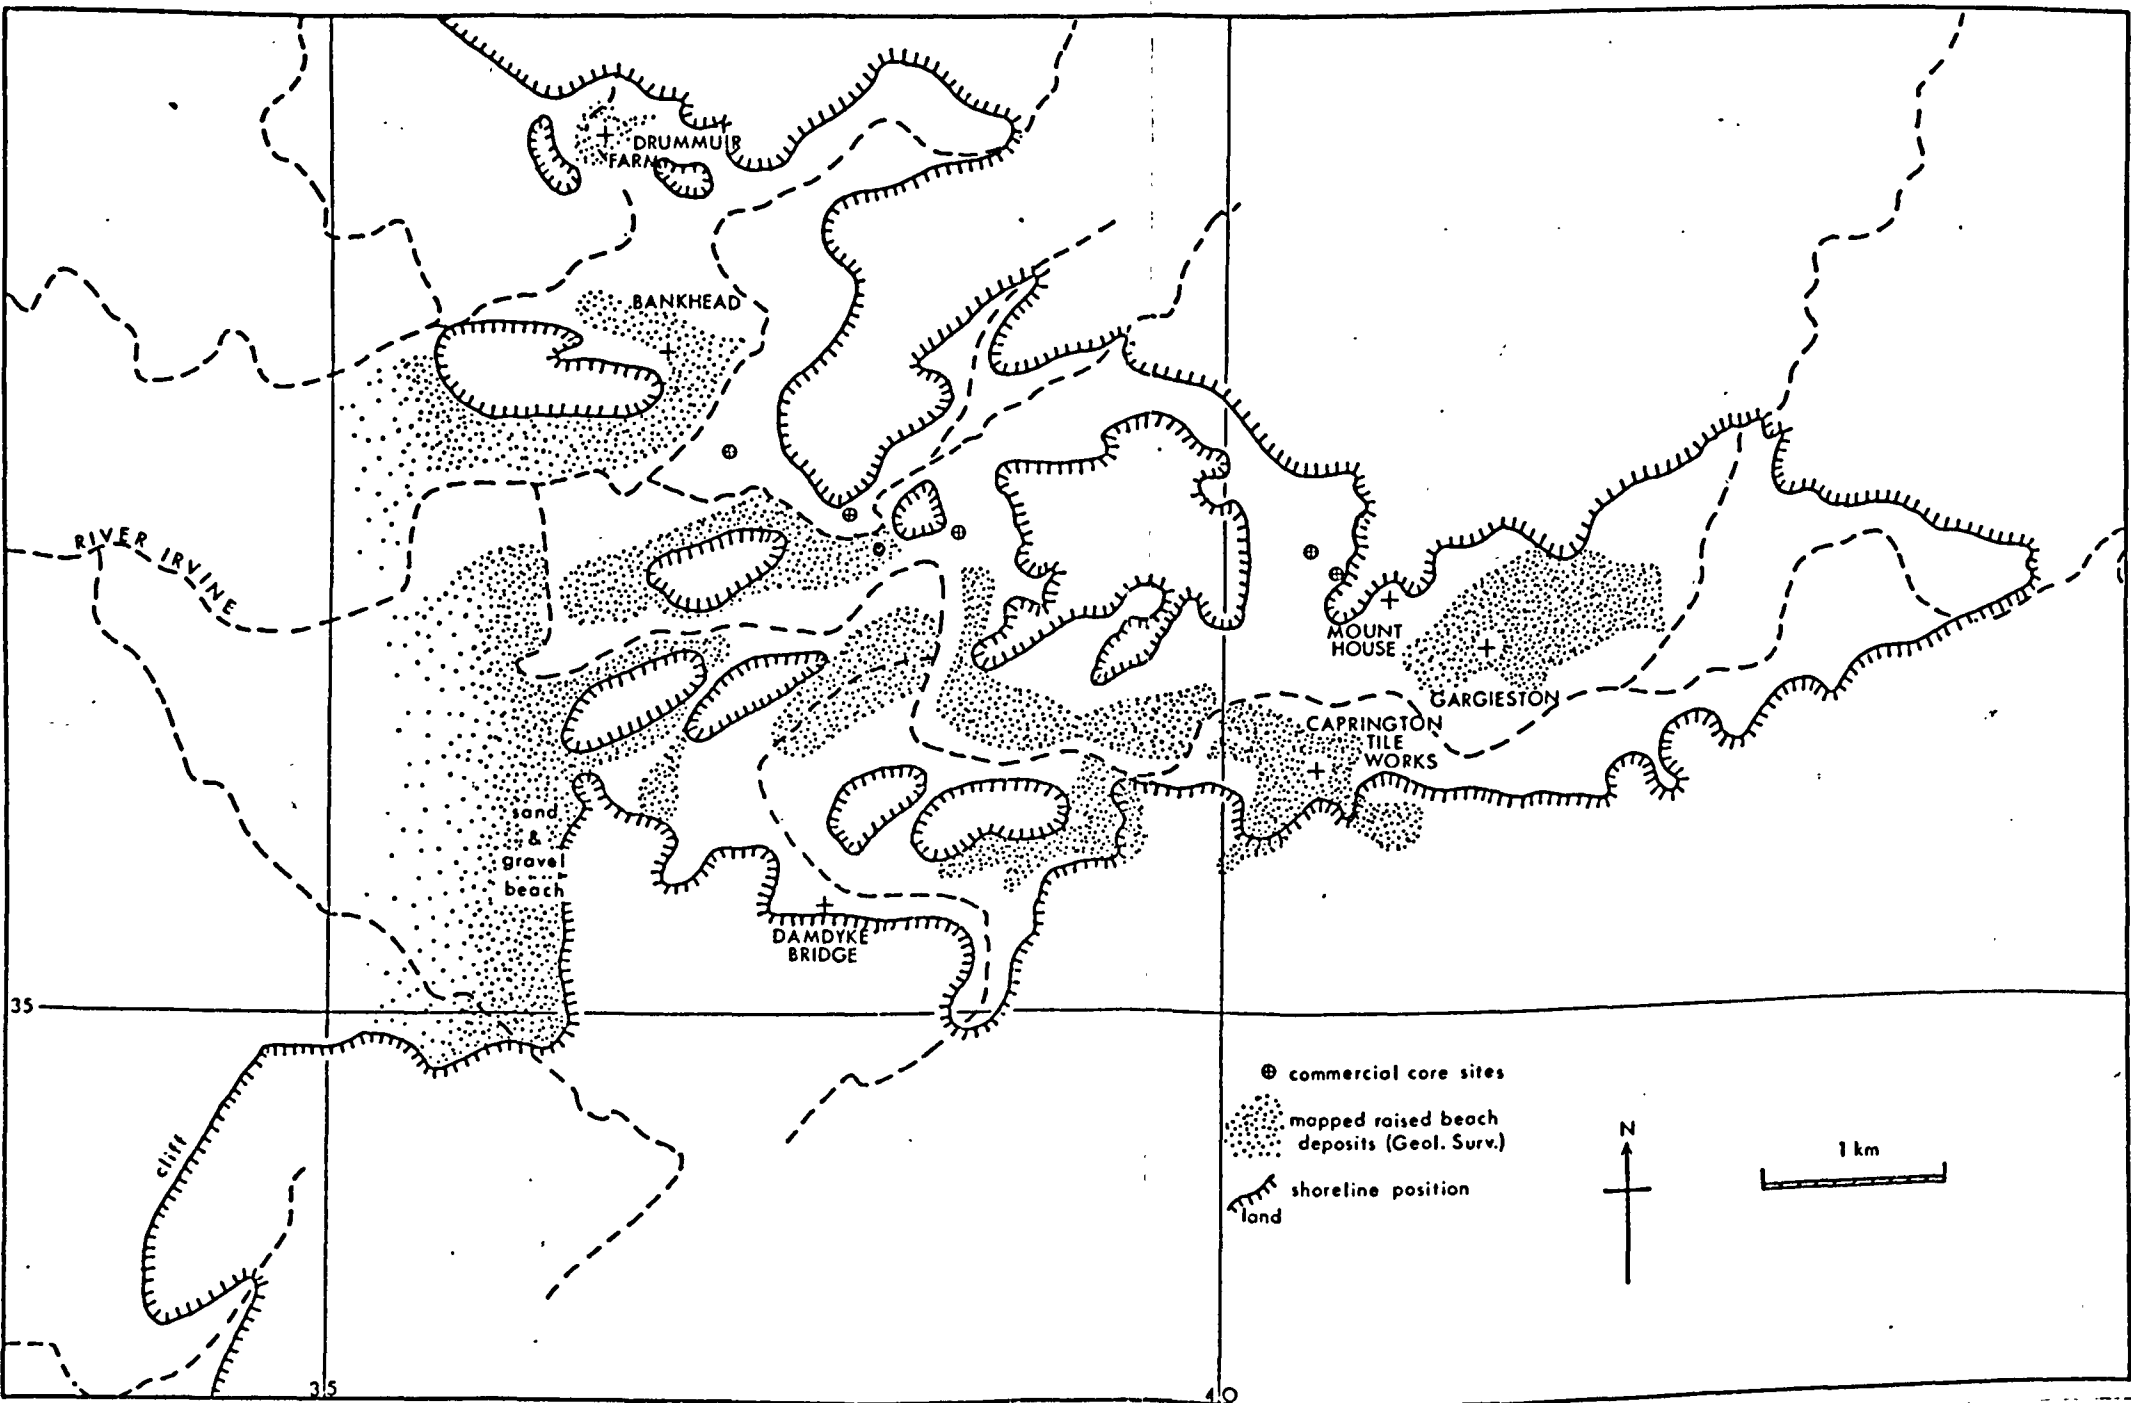 DRUMMUIR
FARM
BANKHEAD
RIVER IRVINE
MOUNT
HOUSE
GARGIESTON
CAPRINGTON
TILE
WORKS
sand
&
gravel
beach
DAMDYKE
BRIDGE
35
cliff
commercial core sites
mapped raised beach
deposits (Geol. Surv.)
shoreline position
land
N
1 km
35
40